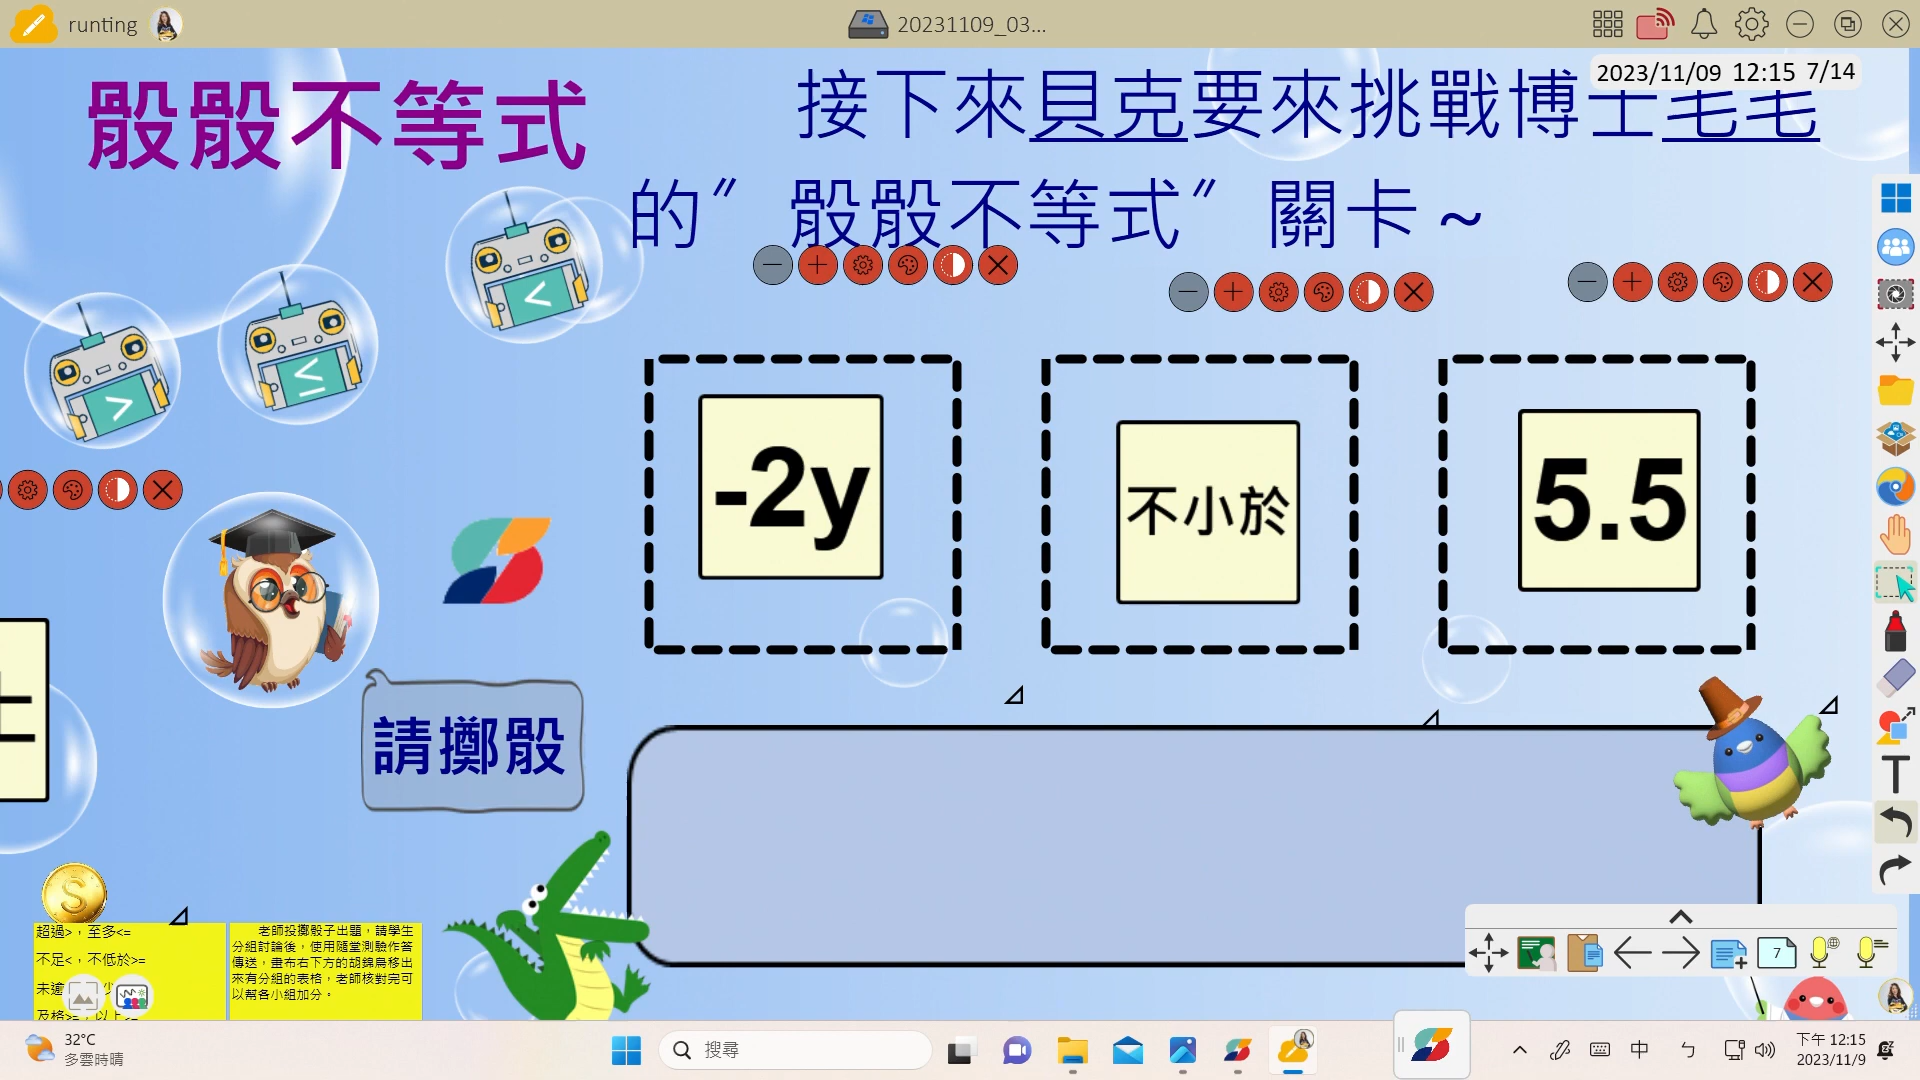 runting
20231109_03...
2023/11/09 12:15 7/14
骰骰不等式
接下來貝克要來挑戰博士毛毛
的〞骰骰不等式〞關卡~
<
≤
>
-2y
不小於
5.5
請擲骰
S
超過>，至多<=
不足<，不低於>=
未逾
及格>=，以上>=
老師投擲骰子出題，請學生
分組討論後，使用隨堂測驗作答
傳送，畫布右下方的胡錦鳥移出
來有分組的表格，老師核對完可
以幫各小組加分。
T
7
32°C
多雲時晴
搜尋
中
ㄅ
下午 12:15
2023/11/9